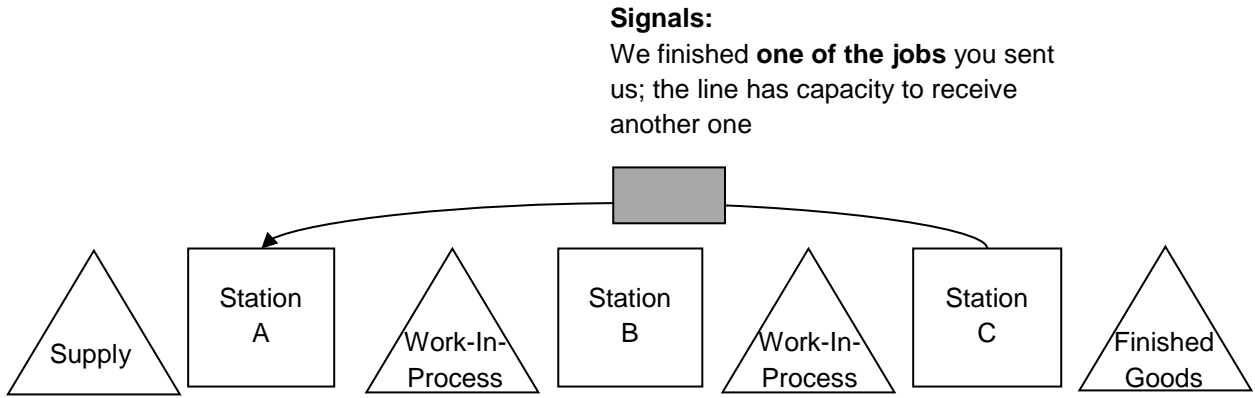 Signals:
We finished one of the jobs you sent
us; the line has capacity to receive
another one
Supply
Station
A
Work-In-
Process
Station
B
Work-In-
Process
Station
C
Finished
Goods